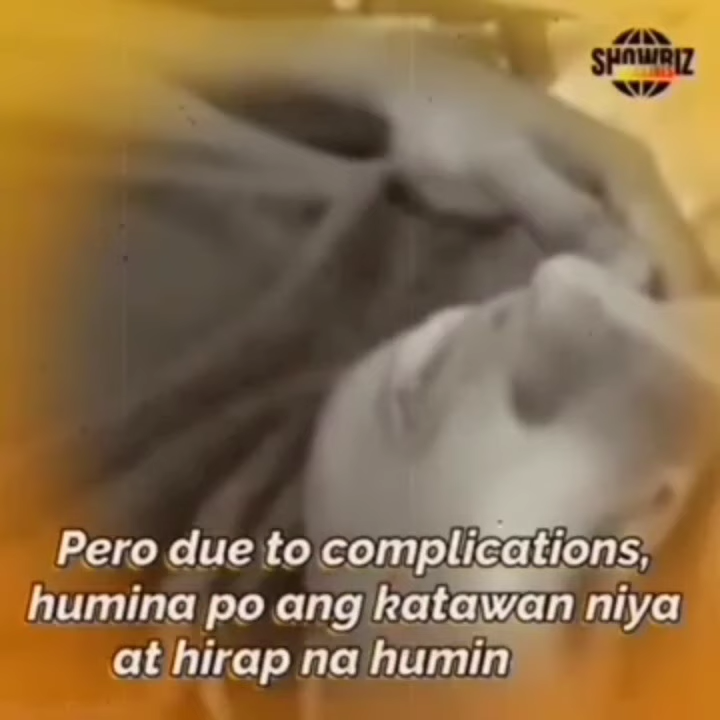 SHOWBIZ
Pero due to complications,
humina po ang katawan niya
at hirap na humin